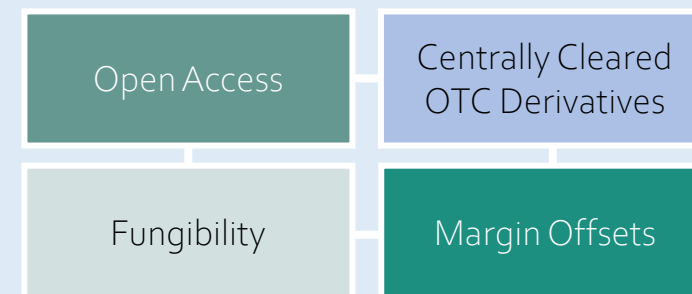 Open Access
Centrally Cleared
OTC Derivatives
Fungibility
Margin Offsets